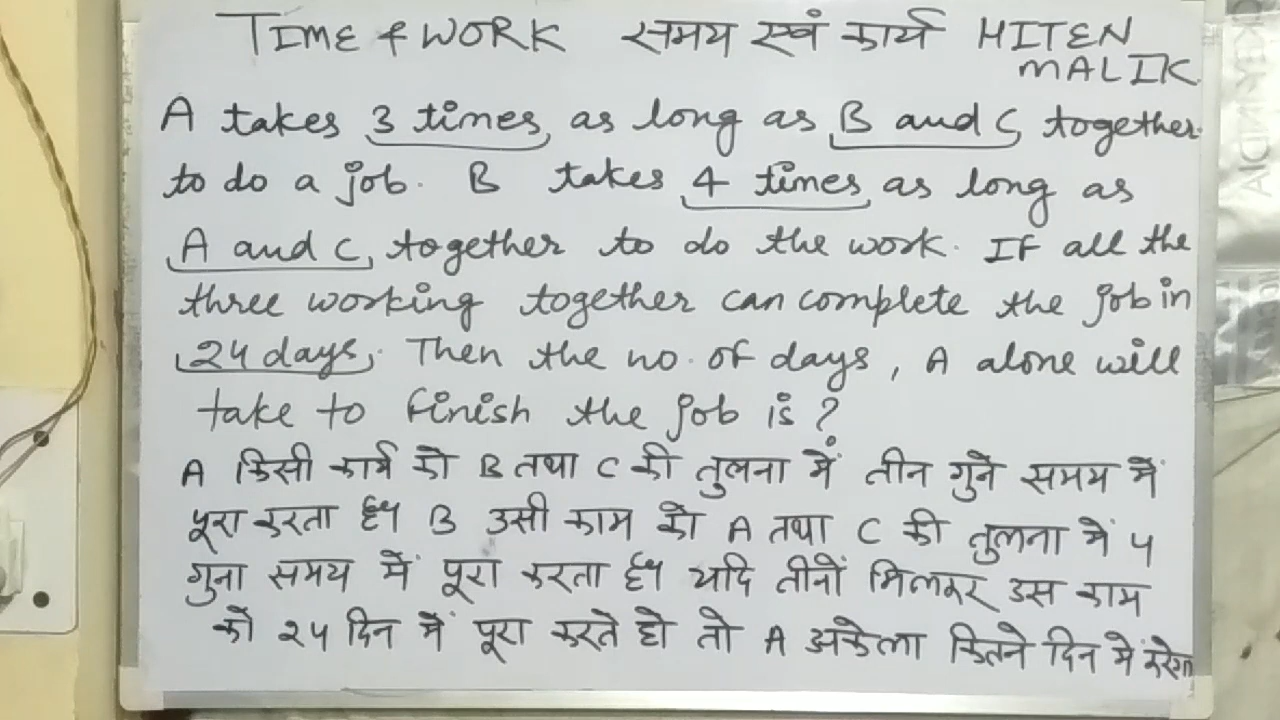 TIME & WORK समय एवं कार्य HITEN
MALIK
A takes 3 times as long as B and C together
to do a job. B takes 4 times as long as
A and C together to do the work. If all the
three working together can complete the job in
24 days. Then the no. of days, A alone will
take to finish the job is?
A किसी कार्य को B तथा C की तुलना में तीन गुने समय में
पूरा करता है। B उसी काम को A तथा C की तुलना में 4
गुना समय में पूरा करता है। यदि तीनों मिलकर उस काम
को 24 दिन में पूरा करते हो तो A अकेला कितने दिन में करेगा